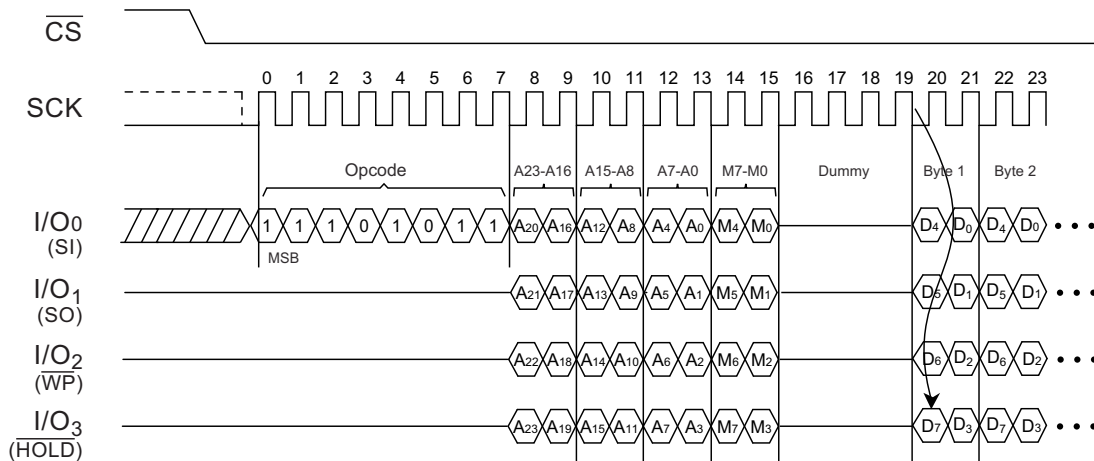 CS
0 1 2 3 4 5 6 7 8 9 10 11 12 13 14 15 16 17 18 19 20 21 22 23
SCK
Opcode A23-A16 A15-A8 A7-A0 M7-M0 Dummy Byte 1 Byte 2
I/O0 1 1 1 0 1 0 1 1 A20 A16 A12 A8 A4 A0 M4 M0 D4 D0 D4 D0
(SI)
MSB
I/O1 A21 A17 A13 A9 A5 A1 M5 M1 D5 D1 D5 D1
(SO)
I/O2 A22 A18 A14 A10 A6 A2 M6 M2 D6 D2 D6 D2
(WP)
I/O3 A23 A19 A15 A11 A7 A3 M7 M3 D7 D3 D7 D3
(HOLD)